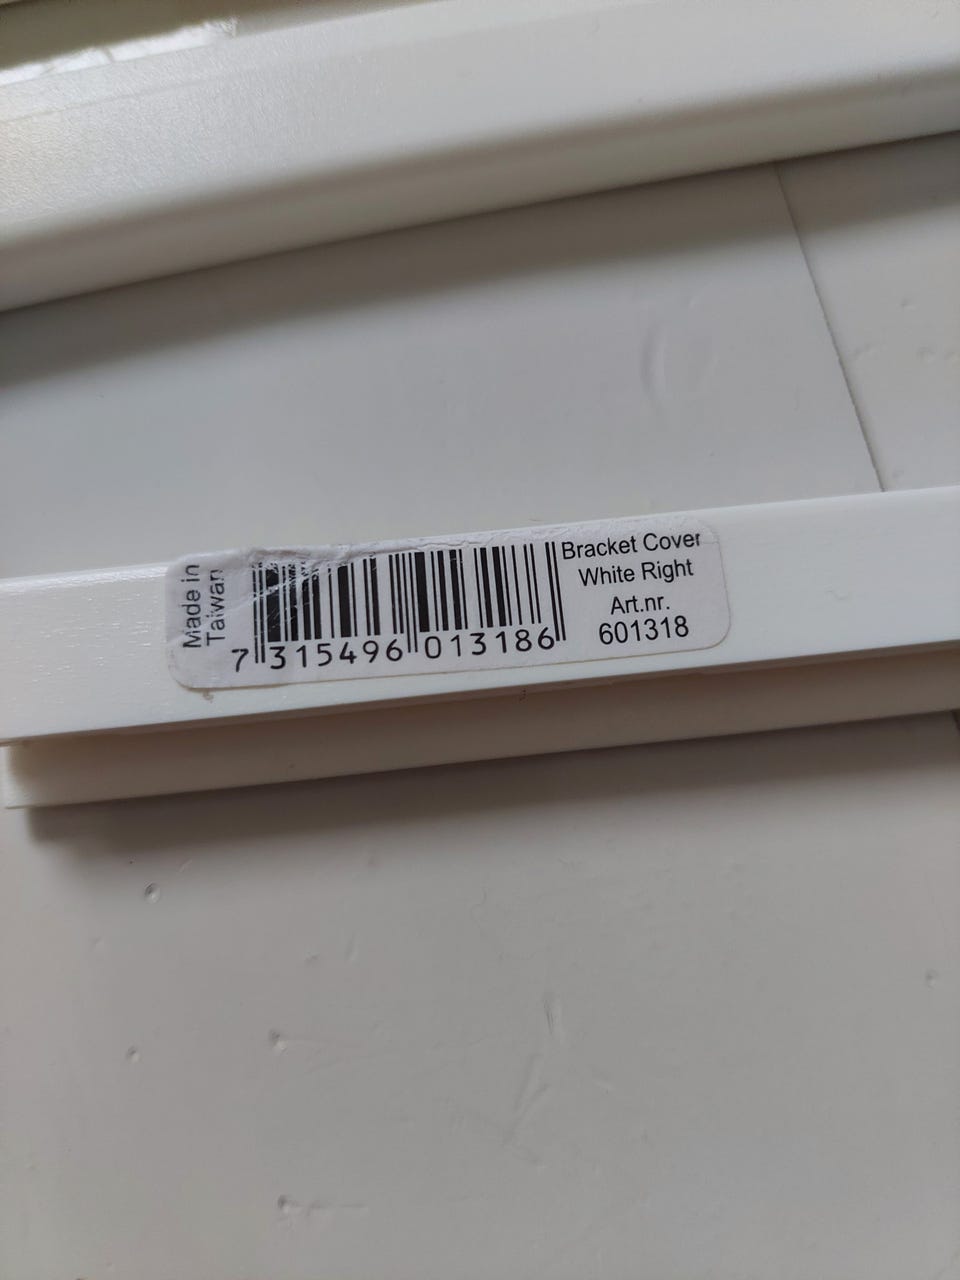 Made in
Taiwan
7 315496 013186
Bracket Cover
White Right
Art.nr.
601318